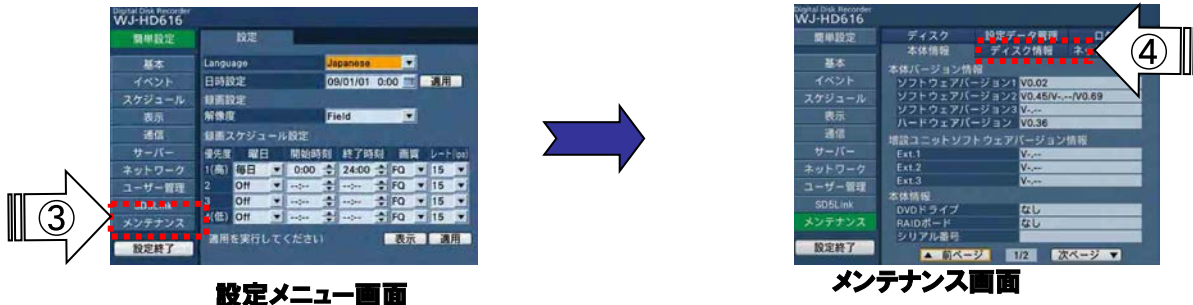 Digital Disk Recorder
WJ-HD616
簡単設定
設定
基本
イベント
スケジュール
表示
通信
サーバー
ネットワーク
ユーザー管理
SD5Link
メンテナンス
設定終了
Language Japanese
日時設定 09/01/01 0:00 適用
録画設定
解像度 Field
録画スケジュール設定
優先度 曜日 開始時刻 終了時刻 画質 レート(ips)
1(高) 毎日 0:00 24:00 FQ 15
2 Off --:-- --:-- FQ 15
3 Off --:-- --:-- FQ 15
4(低) Off --:-- --:-- FQ 15
適用を実行してください 表示 適用
③
設定メニュー画面
Digital Disk Recorder
WJ-HD616
簡単設定
基本
イベント
スケジュール
表示
通信
サーバー
ネットワーク
ユーザー管理
SD5Link
メンテナンス
設定終了
ディスク 設定データ管理 ログ
本体情報 ディスク情報
本体バージョン情報
ソフトウェアバージョン1 V0.02
ソフトウェアバージョン2 V0.45/V-.--/V0.69
ソフトウェアバージョン3 V-.--
ハードウェアバージョン V0.36
増設ユニットソフトウェアバージョン情報
Ext.1 V-.--
Ext.2 V-.--
Ext.3 V-.--
本体情報
DVDドライブ なし
RAIDボード なし
シリアル番号
▲ 前ページ 1/2 次ページ ▼
④
メンテナンス画面